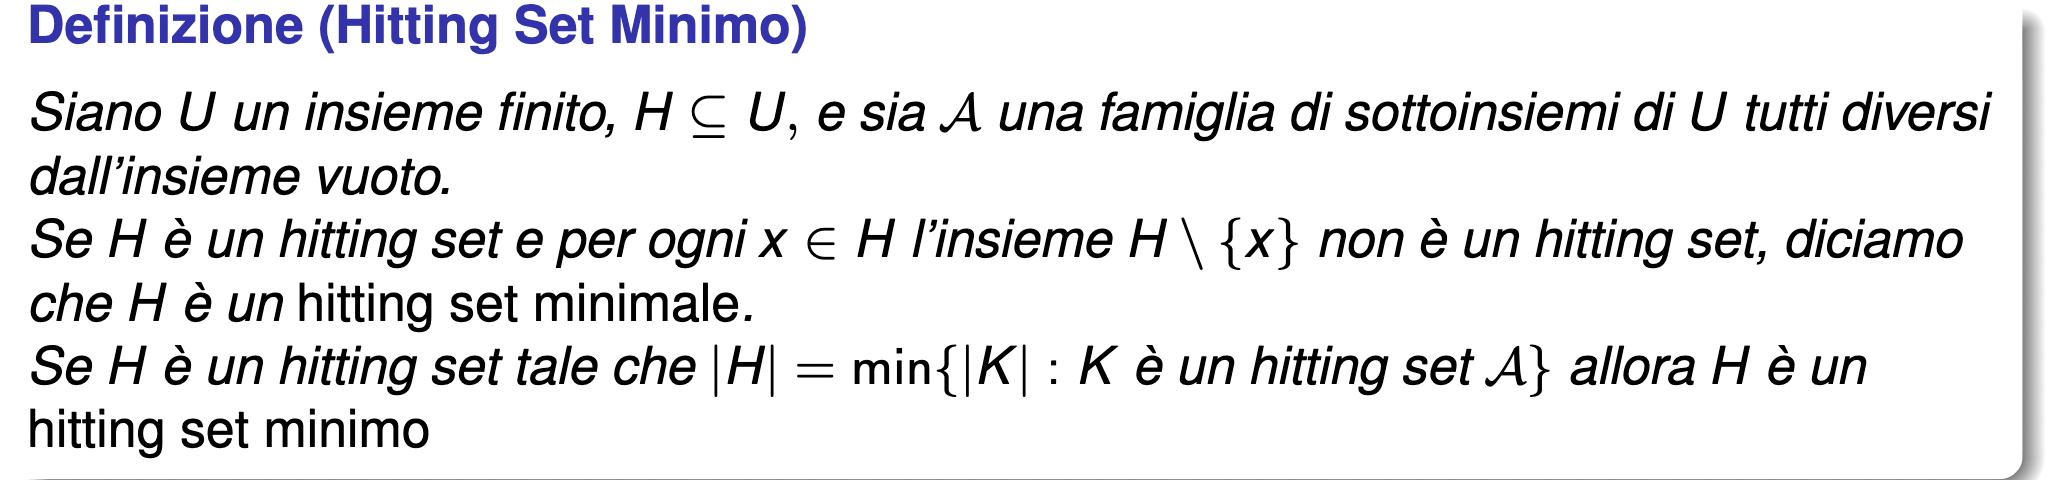 Definizione (Hitting Set Minimo)
Siano U un insieme finito, H ⊆ U, e sia 𝒜 una famiglia di sottoinsiemi di U tutti diversi
dall'insieme vuoto.
Se H è un hitting set e per ogni x ∈ H l'insieme H \ {x} non è un hitting set, diciamo
che H è un hitting set minimale.
Se H è un hitting set tale che |H| = min{|K| : K è un hitting set 𝒜} allora H è un
hitting set minimo